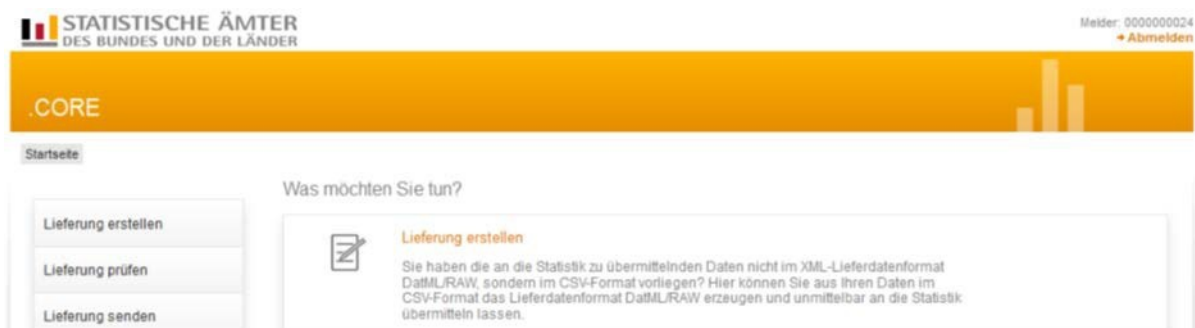 STATISTISCHE ÄMTER
DES BUNDES UND DER LÄNDER
Melder: 0000000024
Abmelden
.CORE
Startseite
Was möchten Sie tun?
Lieferung erstellen
Lieferung prüfen
Lieferung senden
Lieferung erstellen
Sie haben die an die Statistik zu übermittelnden Daten nicht im XML-Lieferdatenformat
DatML/RAW, sondern im CSV-Format vorliegen? Hier können Sie aus Ihren Daten im
CSV-Format das Lieferdatenformat DatML/RAW erzeugen und unmittelbar an die Statistik
übermitteln lassen.